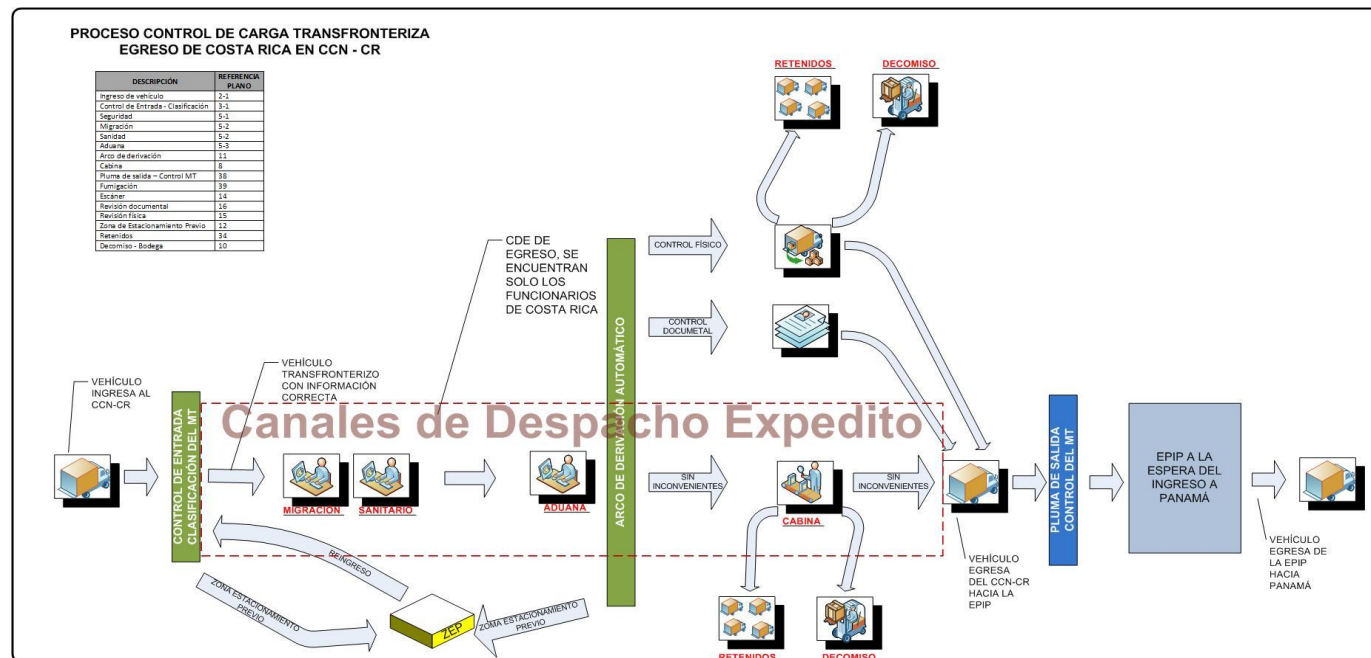 PROCESO CONTROL DE CARGA TRANSFRONTERIZA
EGRESO DE COSTA RICA EN CCN - CR
DESCRIPCIÓN REFERENCIA PLANO
Ingreso de vehículo 2-1
Control de Entrada - Clasificación 3-1
Seguridad 5-1
Migración 5-2
Sanidad 5-2
Aduana 5-3
Arco de derivación 11
Cabina 8
Pluma de salida – Control MT 38
Fumigación 39
Escáner 14
Revisión documental 16
Revisión física 15
Zona de Estacionamiento Previo 12
Retenidos 34
Decomiso - Bodega 10
RETENIDOS
DECOMISO
CDE DE
EGRESO, SE
ENCUENTRAN
SOLO LOS
FUNCIONARIOS
DE COSTA RICA
CONTROL FÍSICO
CONTROL
DOCUMETAL
VEHÍCULO
INGRESA AL
CCN-CR
VEHÍCULO
TRANSFRONTERIZO
CON INFORMACIÓN
CORRECTA
Canales de Despacho Expedito
CONTROL DE ENTRADA
CLASIFICACIÓN DEL MT
MIGRACIÓN
SANITARIO
ADUANA
ARCO DE DERIVACIÓN AUTOMÁTICO
SIN
INCONVENIENTES
CABINA
SIN
INCONVENIENTES
PLUMA DE SALIDA
CONTROL DEL MT
EPIP A LA
ESPERA DEL
INGRESO A
PANAMÁ
VEHÍCULO
EGRESA
DEL CCN-CR
HACIA LA
EPIP
VEHÍCULO
EGRESA DE
LA EPIP
HACIA
PANAMÁ
REINGRESO
ZONA ESTACIONAMIENTO
PREVIO
ZEP
ZOMA ESTACIONAMIENTO
PREVIO
RETENIDOS
DECOMISO